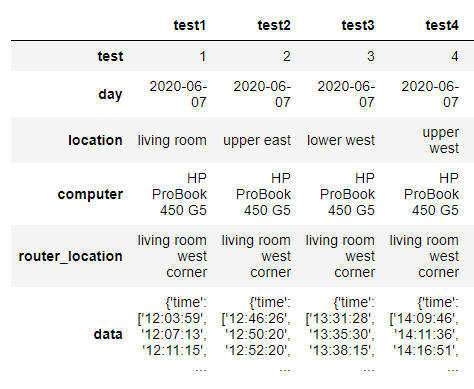 test1 test2 test3 test4
test 1 2 3 4
day 2020-06- 2020-06- 2020-06- 2020-06-
07 07 07 07
location living room upper east lower west upper
west
computer HP HP HP HP
ProBook ProBook ProBook ProBook
450 G5 450 G5 450 G5 450 G5
router_location living room living room living room living room
west west west west
corner corner corner corner
data {'time': {'time': {'time': {'time':
['12:03:59', ['12:46:26', ['13:31:28', ['14:09:46',
'12:07:13', '12:50:20', '13:35:30', '14:11:36',
'12:11:15', '12:52:20', '13:38:15', '14:16:51',
... ... ... ...